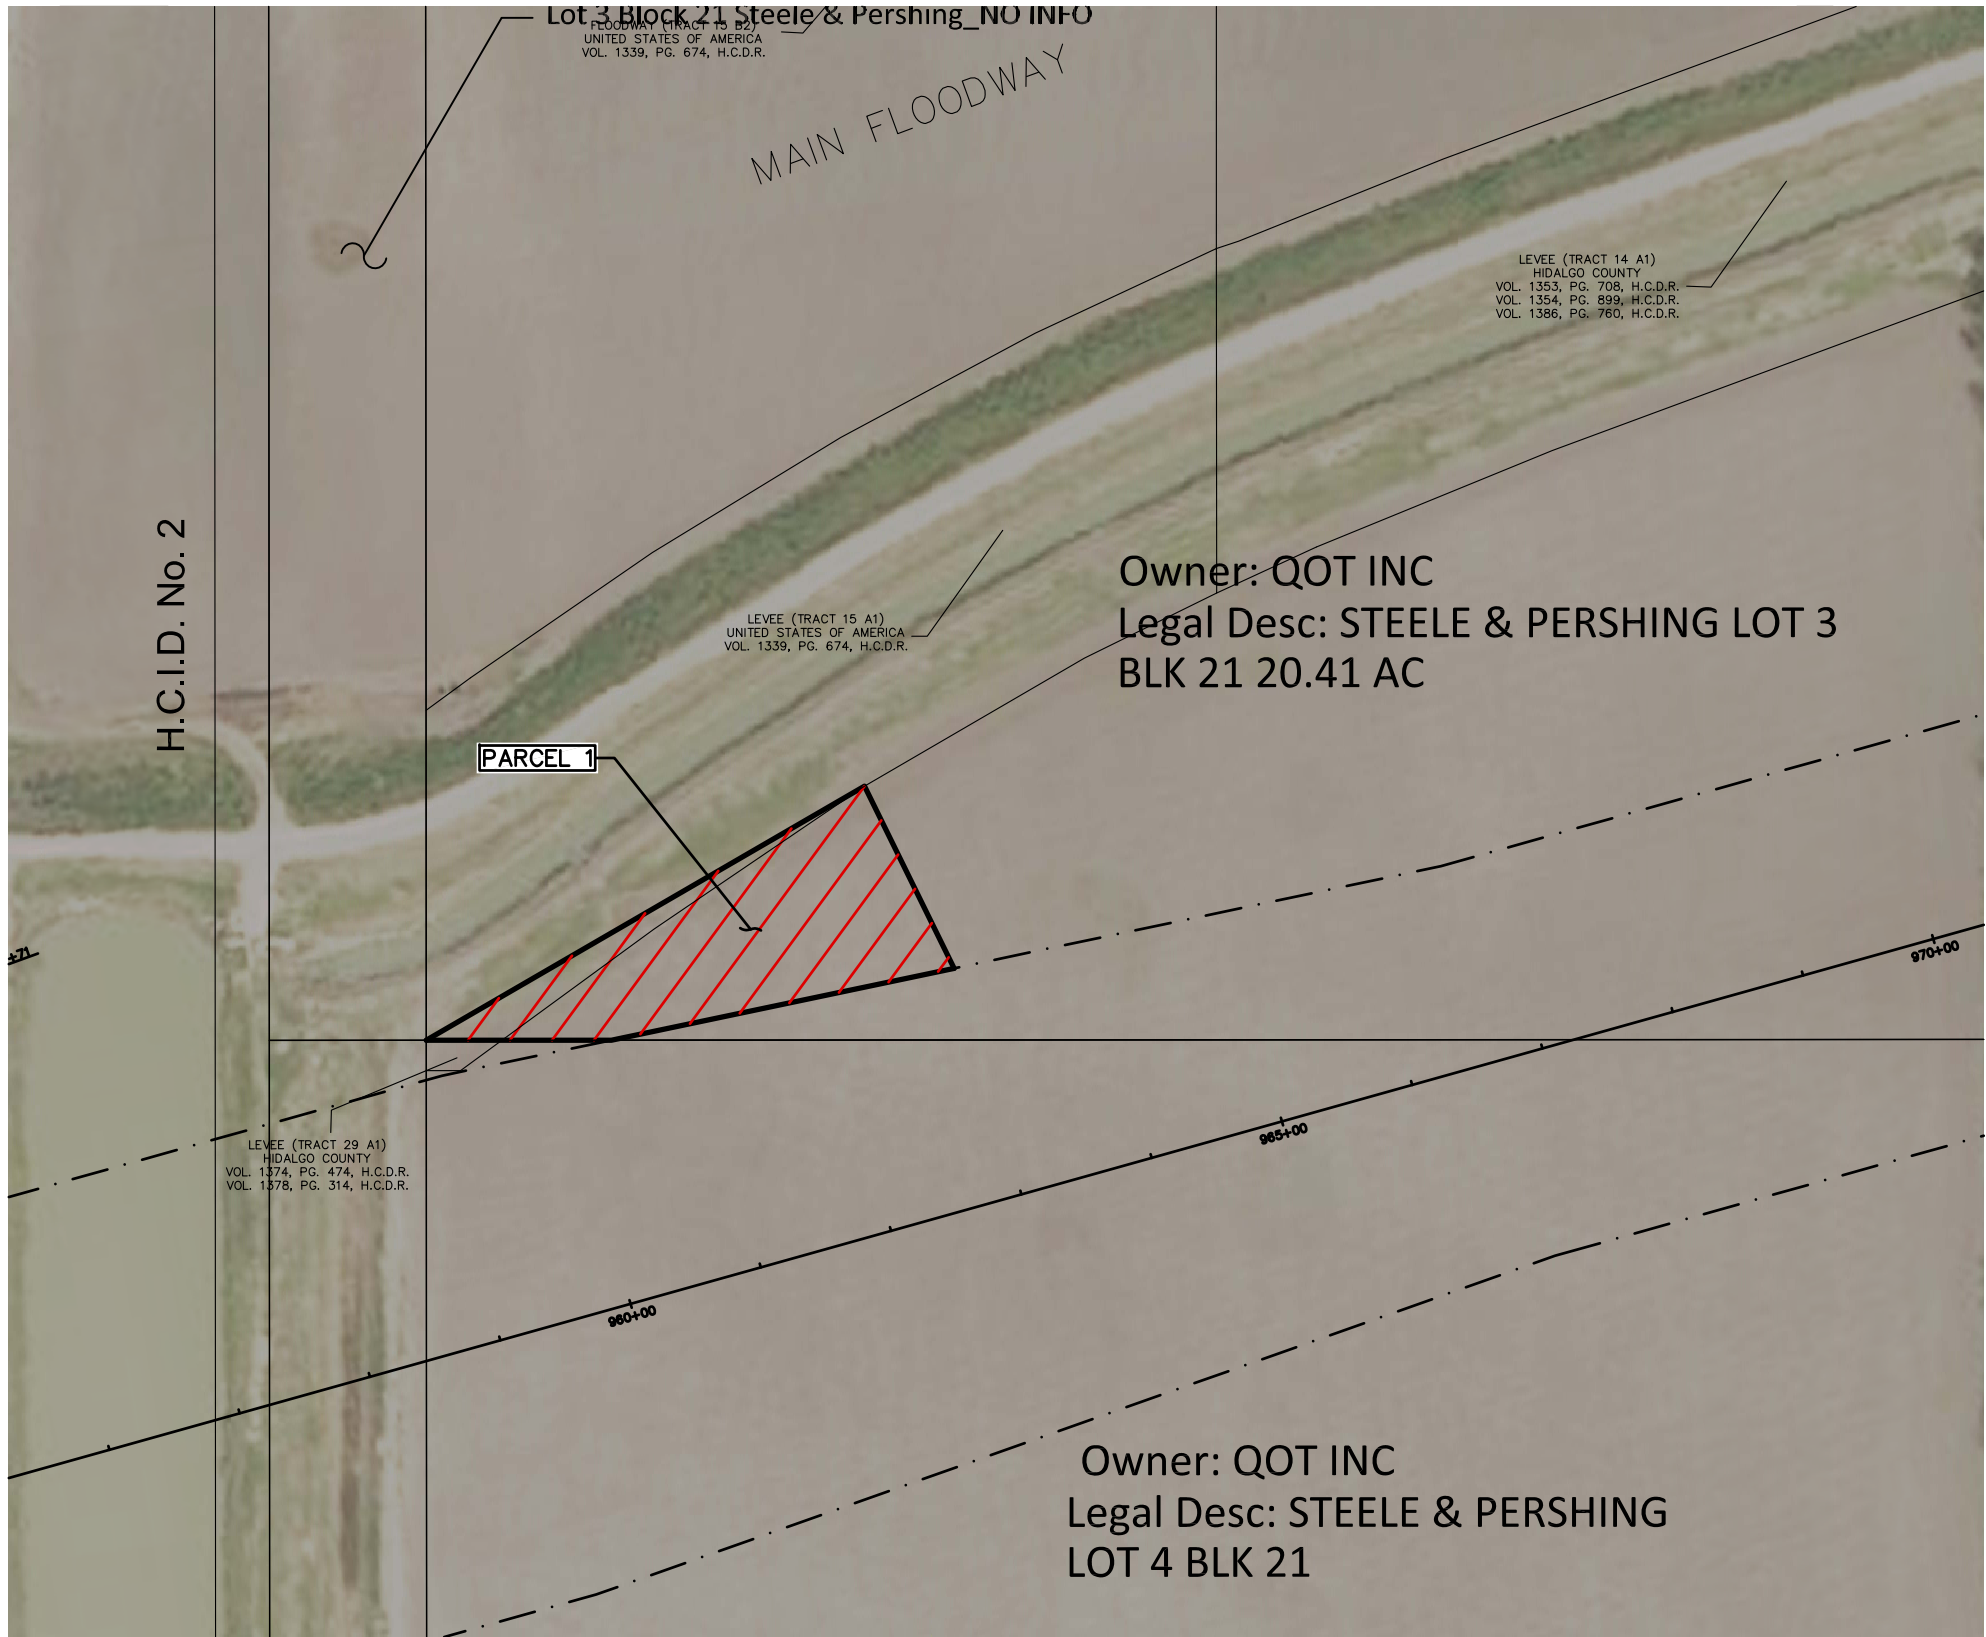 Lot 3 Block 21 Steele & Pershing_NO INFO
FLOODWAY (TRACT 15 B2)
UNITED STATES OF AMERICA
VOL. 1339, PG. 674, H.C.D.R.
MAIN FLOODWAY
LEVEE (TRACT 14 A1)
HIDALGO COUNTY
VOL. 1353, PG. 708, H.C.D.R.
VOL. 1354, PG. 899, H.C.D.R.
VOL. 1386, PG. 760, H.C.D.R.
H.C.I.D. No. 2
Owner: QOT INC
Legal Desc: STEELE & PERSHING LOT 3
BLK 21 20.41 AC
LEVEE (TRACT 15 A1)
UNITED STATES OF AMERICA
VOL. 1339, PG. 674, H.C.D.R.
PARCEL 1
+71
970+00
965+00
LEVEE (TRACT 29 A1)
HIDALGO COUNTY
VOL. 1374, PG. 474, H.C.D.R.
VOL. 1378, PG. 314, H.C.D.R.
960+00
Owner: QOT INC
Legal Desc: STEELE & PERSHING
LOT 4 BLK 21